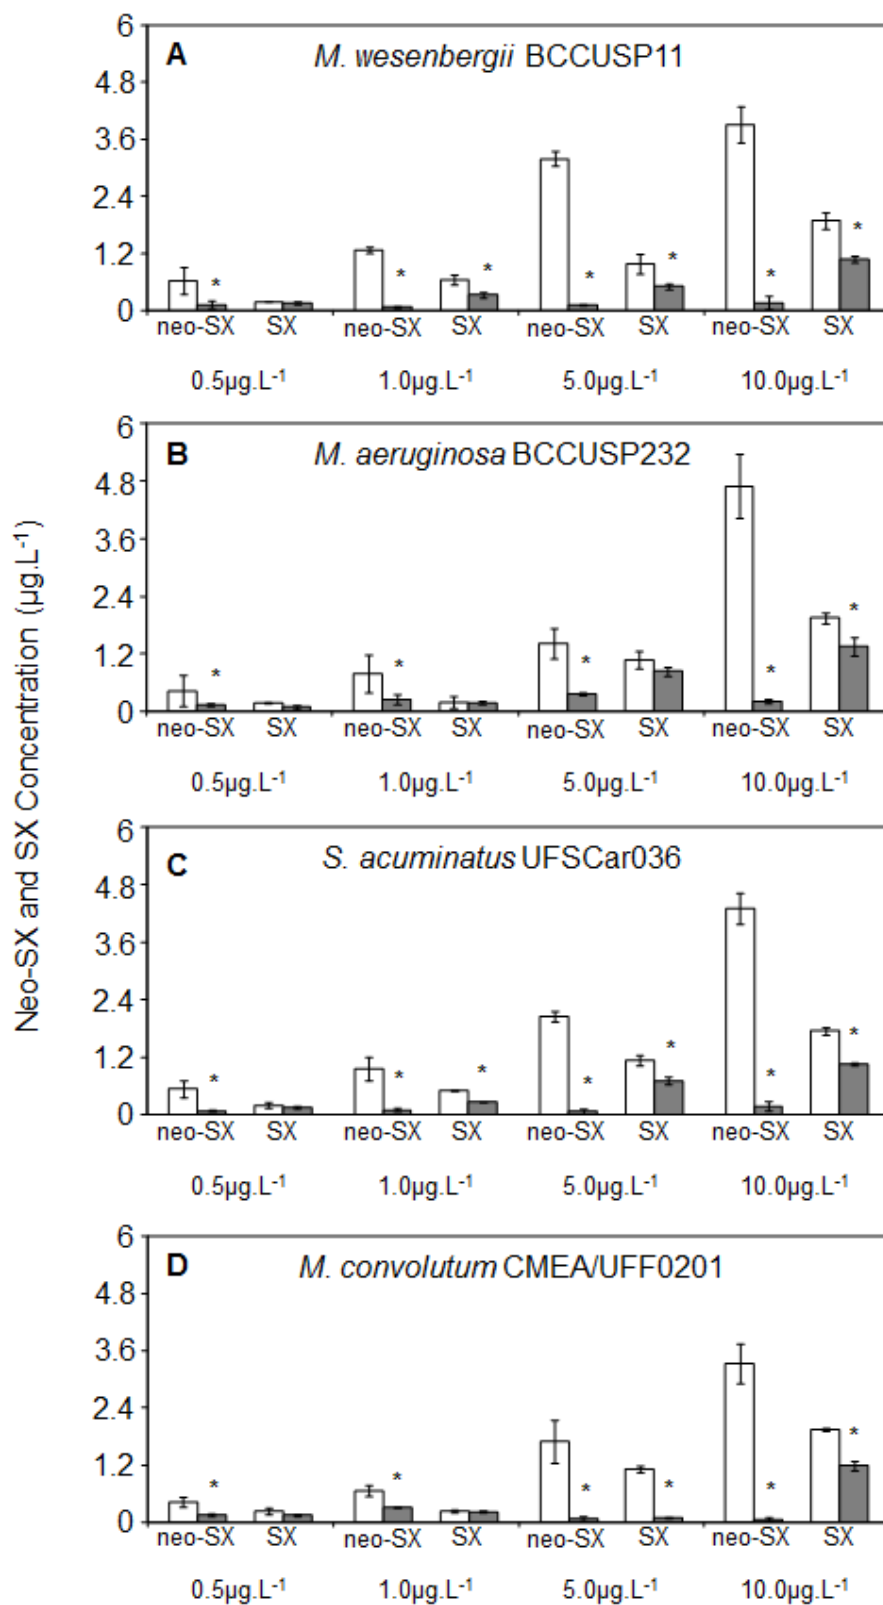 Neo-SX and SX Concentration (µg.L⁻¹)
A M. wesenbergii BCCUSP11
6
4.8
3.6
2.4
1.2
0
* * * * * * *
neo-SX SX neo-SX SX neo-SX SX neo-SX SX
0.5µg.L⁻¹ 1.0µg.L⁻¹ 5.0µg.L⁻¹ 10.0µg.L⁻¹
B M. aeruginosa BCCUSP232
6
4.8
3.6
2.4
1.2
0
* * * * *
neo-SX SX neo-SX SX neo-SX SX neo-SX SX
0.5µg.L⁻¹ 1.0µg.L⁻¹ 5.0µg.L⁻¹ 10.0µg.L⁻¹
C S. acuminatus UFSCar036
6
4.8
3.6
2.4
1.2
0
* * * * * * *
neo-SX SX neo-SX SX neo-SX SX neo-SX SX
0.5µg.L⁻¹ 1.0µg.L⁻¹ 5.0µg.L⁻¹ 10.0µg.L⁻¹
D M. convolutum CMEA/UFF0201
6
4.8
3.6
2.4
1.2
0
* * * * * *
neo-SX SX neo-SX SX neo-SX SX neo-SX SX
0.5µg.L⁻¹ 1.0µg.L⁻¹ 5.0µg.L⁻¹ 10.0µg.L⁻¹